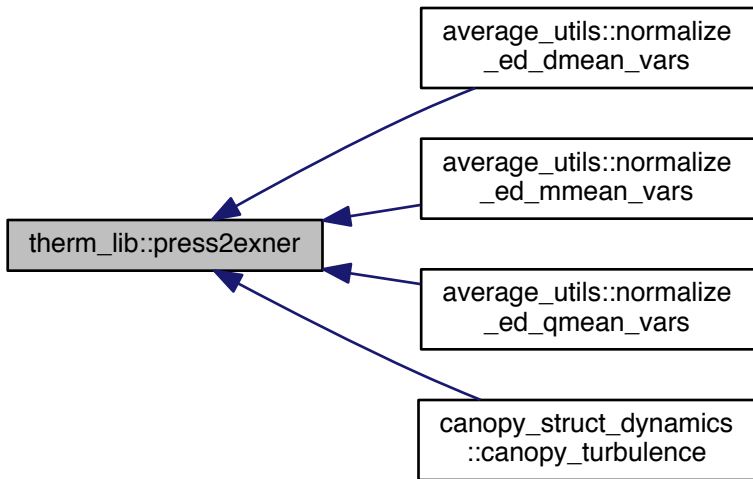 average_utils::normalize
_ed_dmean_vars
average_utils::normalize
_ed_mmean_vars
therm_lib::press2exner
average_utils::normalize
_ed_qmean_vars
canopy_struct_dynamics
::canopy_turbulence